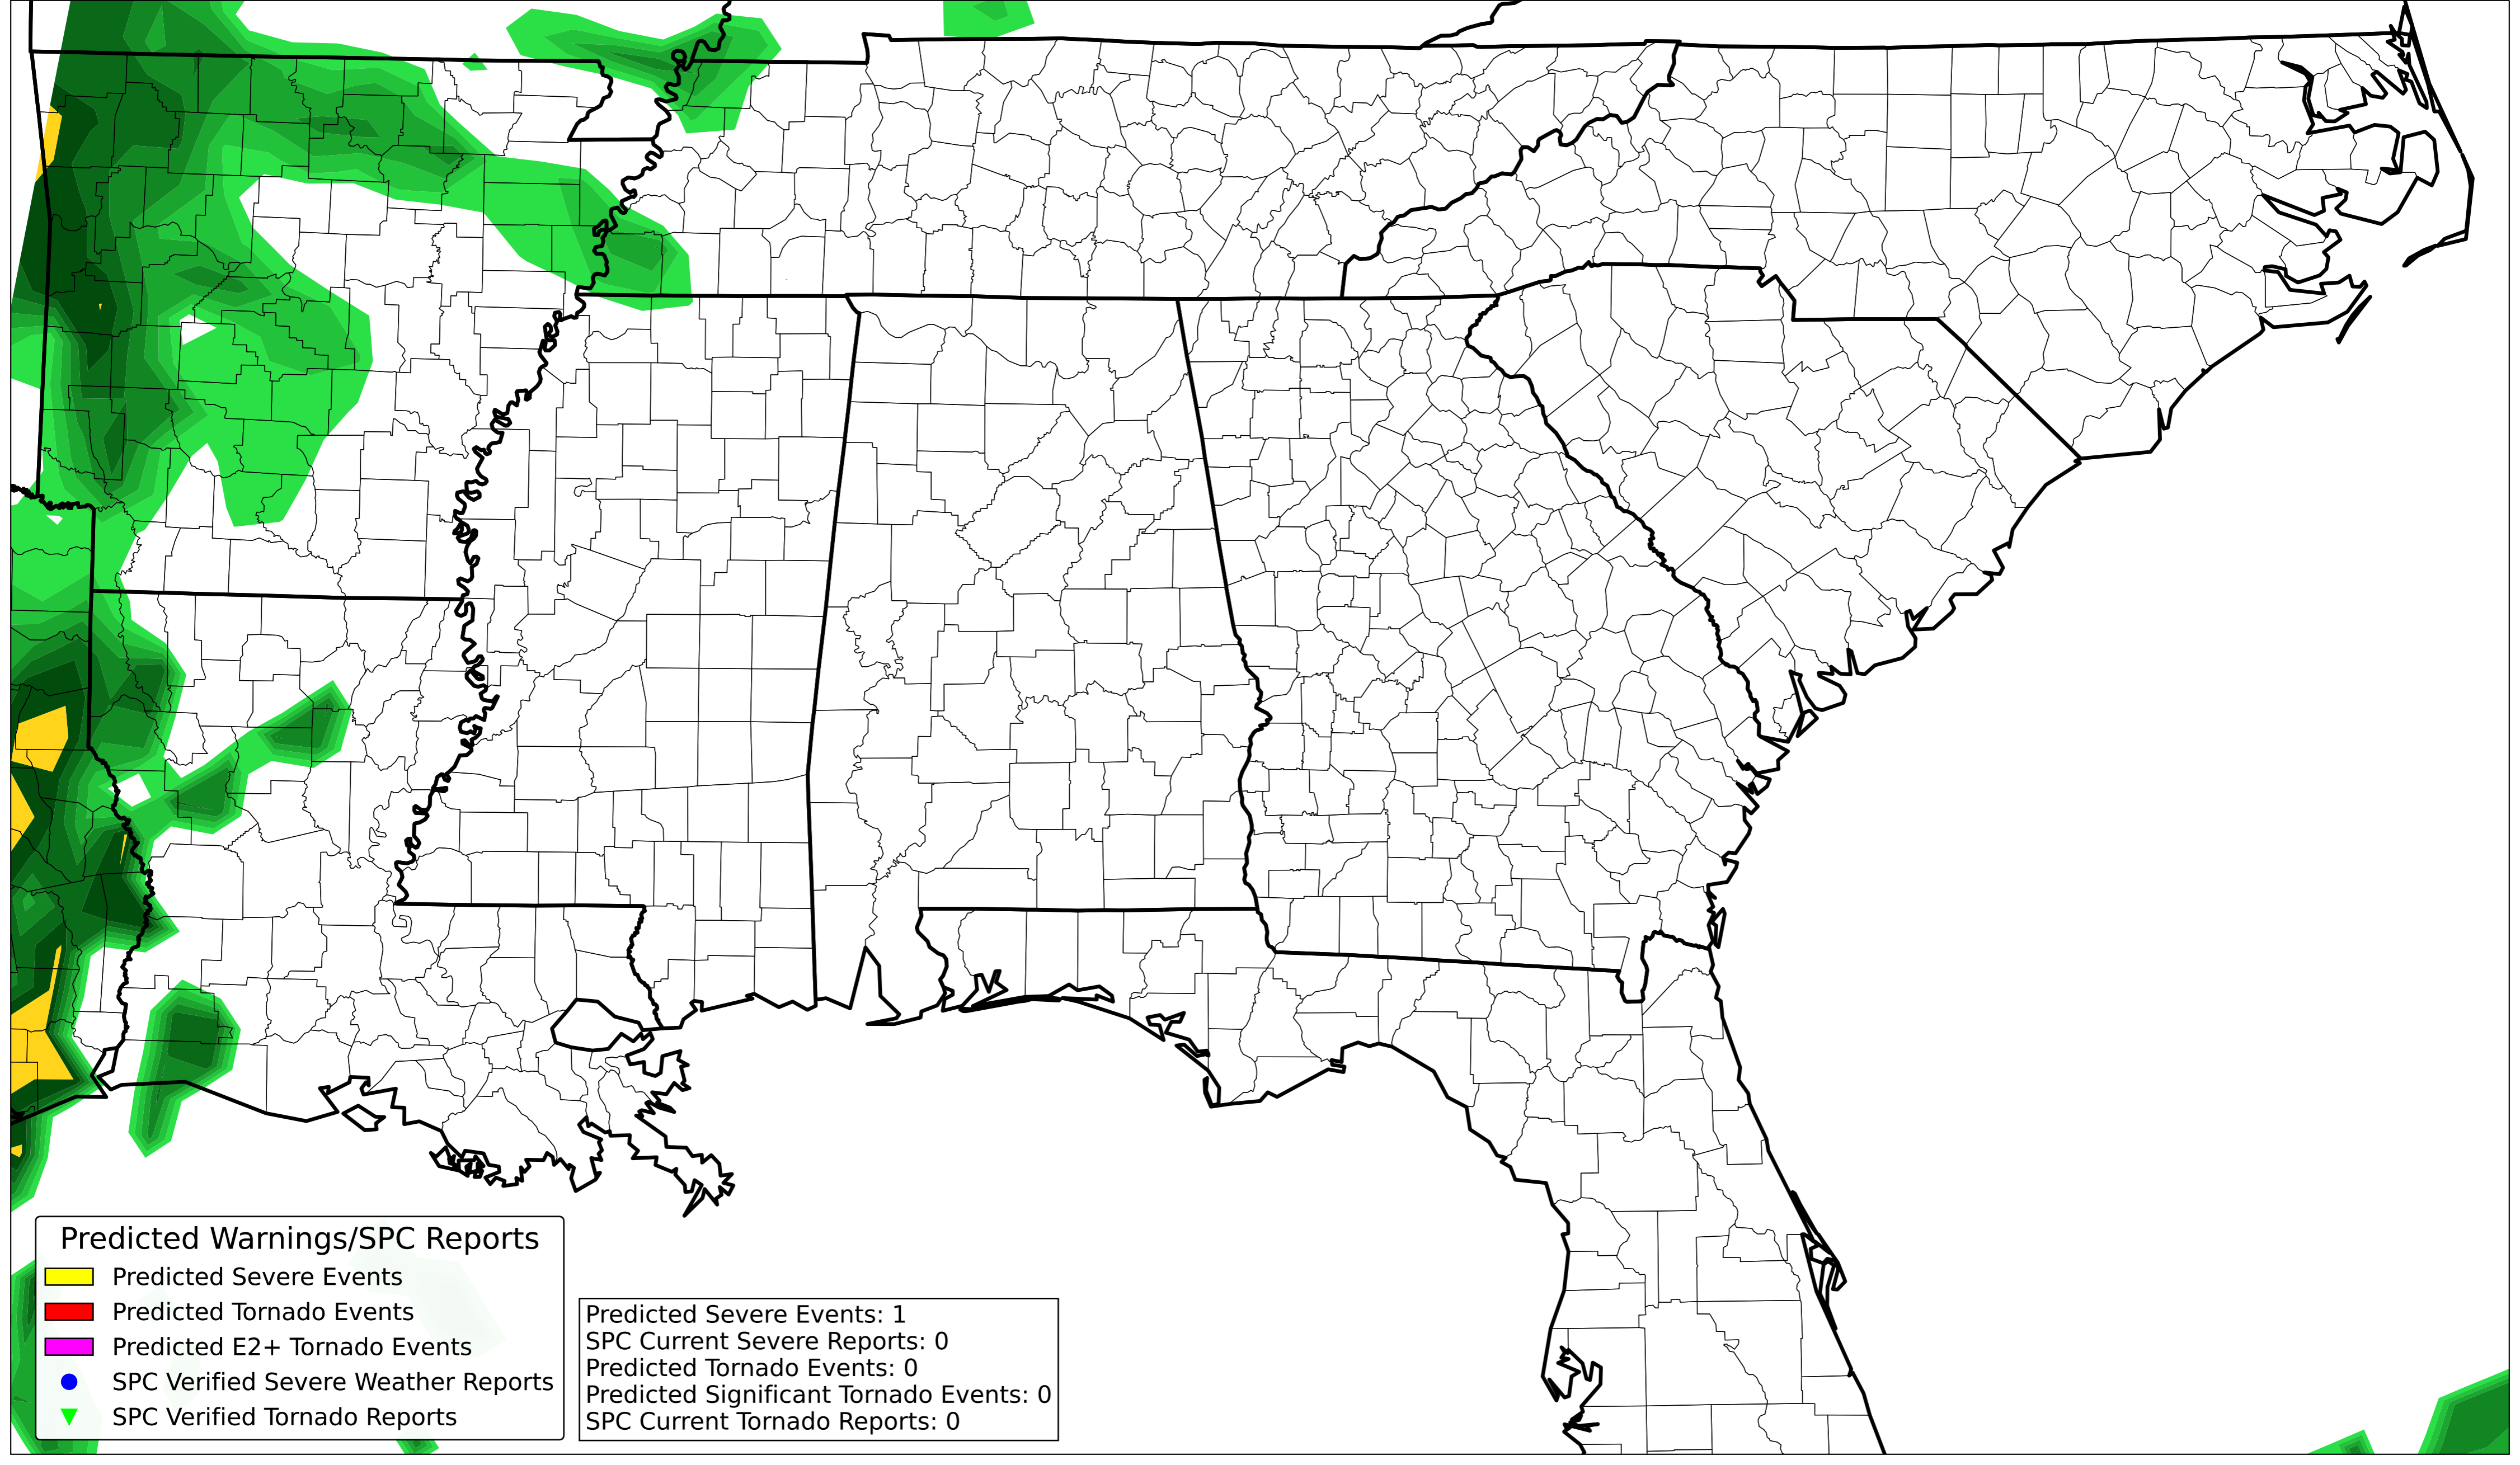 Predicted Warnings/SPC Reports
Predicted Severe Events
Predicted Tornado Events
Predicted E2+ Tornado Events
SPC Verified Severe Weather Reports
SPC Verified Tornado Reports
Predicted Severe Events: 1
SPC Current Severe Reports: 0
Predicted Tornado Events: 0
Predicted Significant Tornado Events: 0
SPC Current Tornado Reports: 0